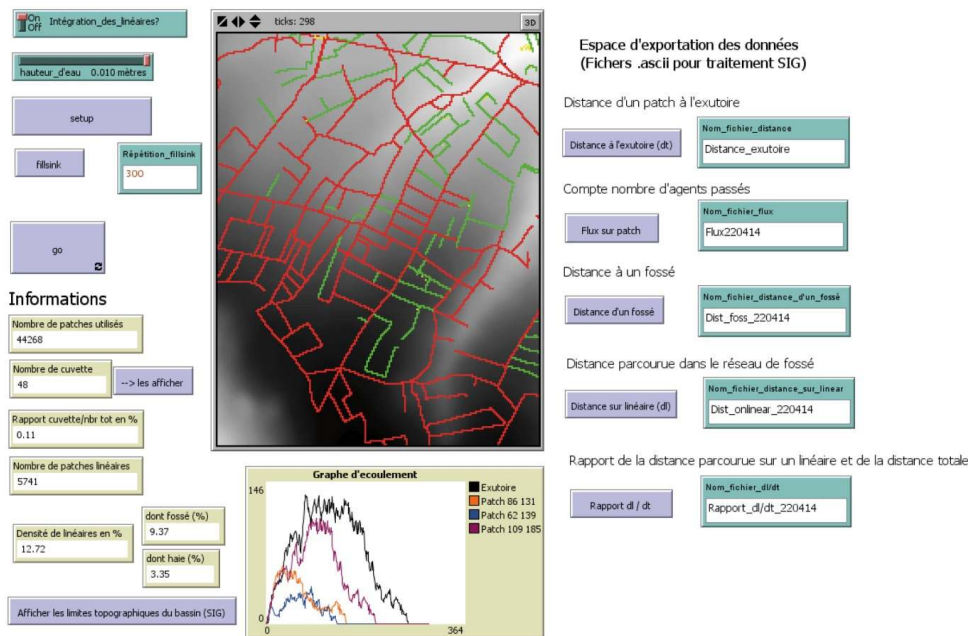 On
Off
Intégration_des_linéaires?
hauteur_d'eau 0.010 mètres
setup
fillsink
Répétition_fillsink
300
go
Informations
Nombre de patches utilisés
44268
Nombre de cuvette
48
--> les afficher
Rapport cuvette/nbr tot en %
0.11
Nombre de patches linéaires
5741
Densité de linéaires en %
12.72
dont fossé (%)
9.37
dont haie (%)
3.35
Afficher les limites topographiques du bassin (SIG)
ticks: 298
3D
Graphe d'ecoulement
146
0
0
364
Exutoire
Patch 86 131
Patch 62 139
Patch 109 185
Espace d'exportation des données
(Fichers .ascii pour traitement SIG)
Distance d'un patch à l'exutoire
Distance à l'exutoire (dt)
Nom_fichier_distance
Distance_exutoire
Compte nombre d'agents passés
Flux sur patch
Nom_fichier_flux
Flux220414
Distance à un fossé
Distance d'un fossé
Nom_fichier_distance_d'un_fossé
Dist_foss_220414
Distance parcourue dans le réseau de fossé
Distance sur linéaire (dl)
Nom_fichier_distance_sur_linear
Dist_onlinear_220414
Rapport de la distance parcourue sur un linéaire et de la distance totale
Rapport dl / dt
Nom_fichier_dl/dt
Rapport_dl/dt_220414